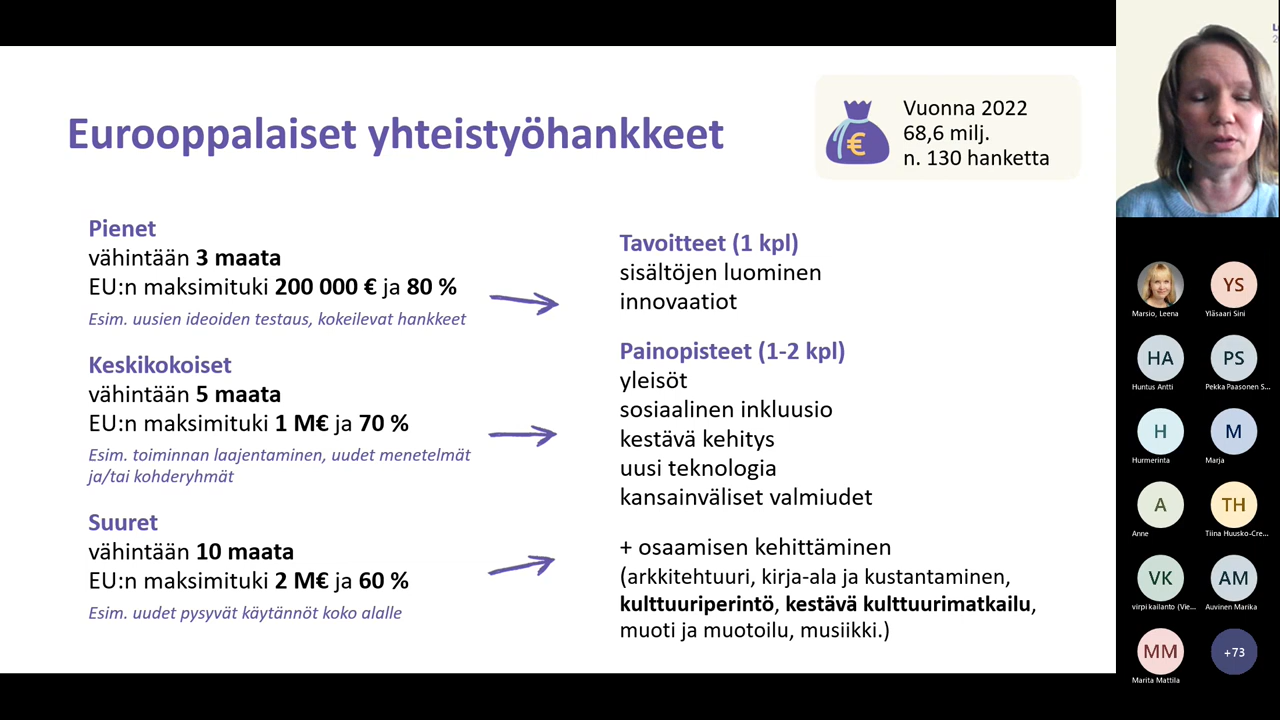 Eurooppalaiset yhteistyöhankkeet
Vuonna 2022
68,6 milj.
n. 130 hanketta
€
Pienet
vähintään 3 maata
EU:n maksimituki 200 000 € ja 80 %
Esim. uusien ideoiden testaus, kokeilevat hankkeet
Keskikokoiset
vähintään 5 maata
EU:n maksimituki 1 M€ ja 70 %
Esim. toiminnan laajentaminen, uudet menetelmät
ja/tai kohderyhmät
Suuret
vähintään 10 maata
EU:n maksimituki 2 M€ ja 60 %
Esim. uudet pysyvät käytännöt koko alalle
Tavoitteet (1 kpl)
sisältöjen luominen
innovaatiot
Painopisteet (1-2 kpl)
yleisöt
sosiaalinen inkluusio
kestävä kehitys
uusi teknologia
kansainväliset valmiudet
+ osaamisen kehittäminen
(arkkitehtuuri, kirja-ala ja kustantaminen,
kulttuuriperintö, kestävä kulttuurimatkailu,
muoti ja muotoilu, musiikki.)
Marsio, Leena
YS
Yläsaari Sini
HA
Huntus Antti
PS
Pekka Paasonen S...
H
Hurmerinta
M
Marja
A
Anne
TH
Tiina Huusko-Cre...
VK
virpi kailanto (Vie...
AM
Auvinen Marika
MM
Marita Mattila
+73